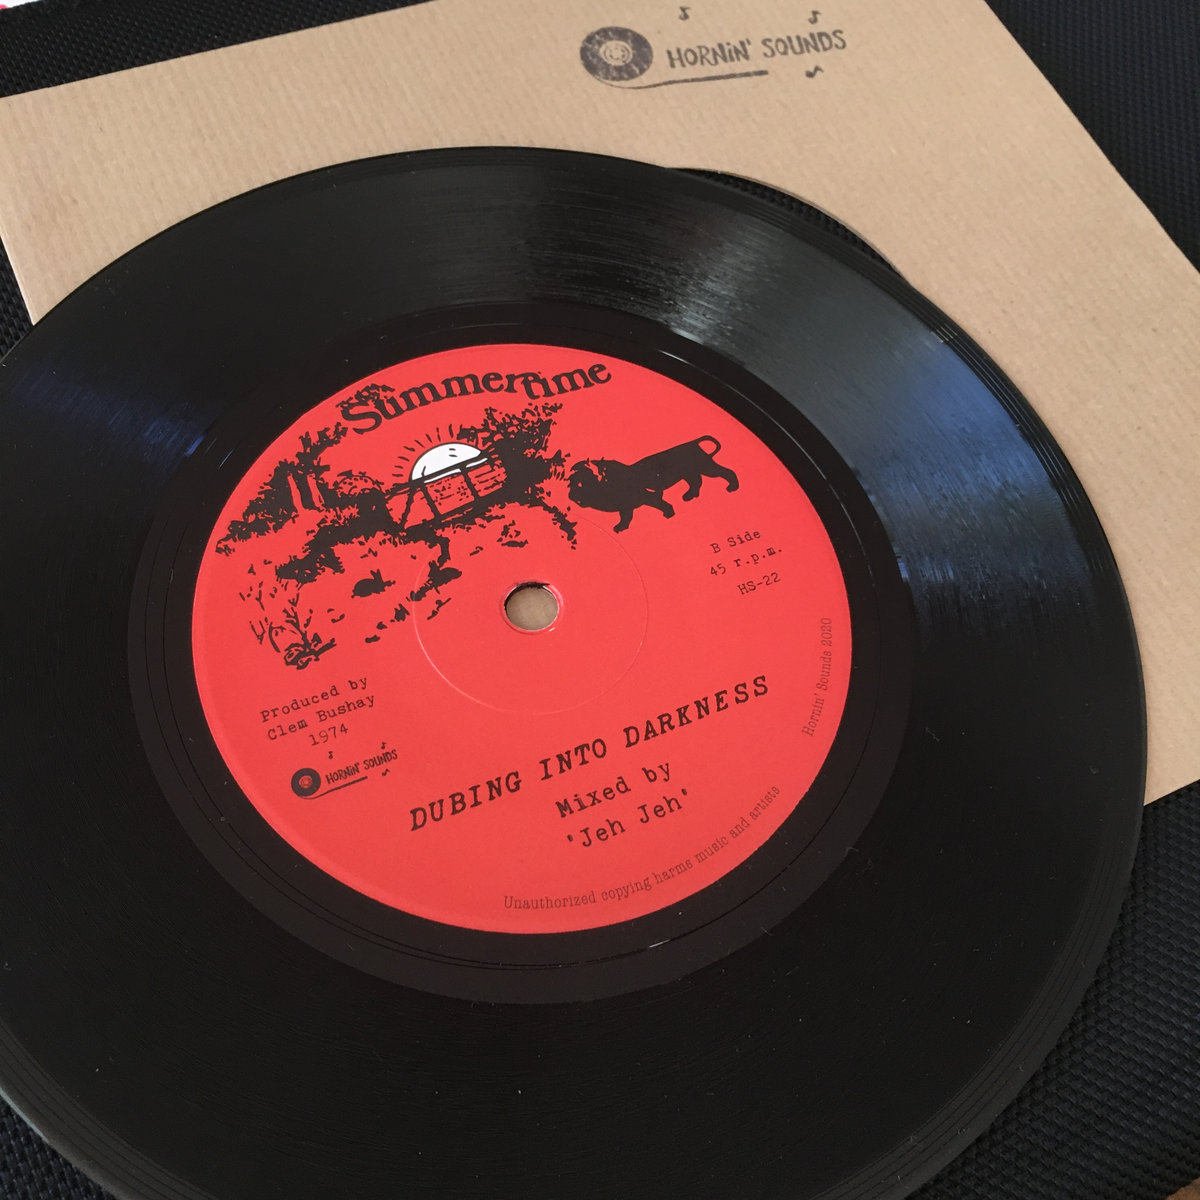 HORNiN' SOUNDS
Summertime
B Side
45 r.p.m.
HS-22
Produced by
Clem Bushay
1974
HORNiN' SOUNDS
DUBING INTO DARKNESS
Mixed by
'Jeh Jeh'
Hornin' Sounds 2020
Unauthorized copying harms music and artists